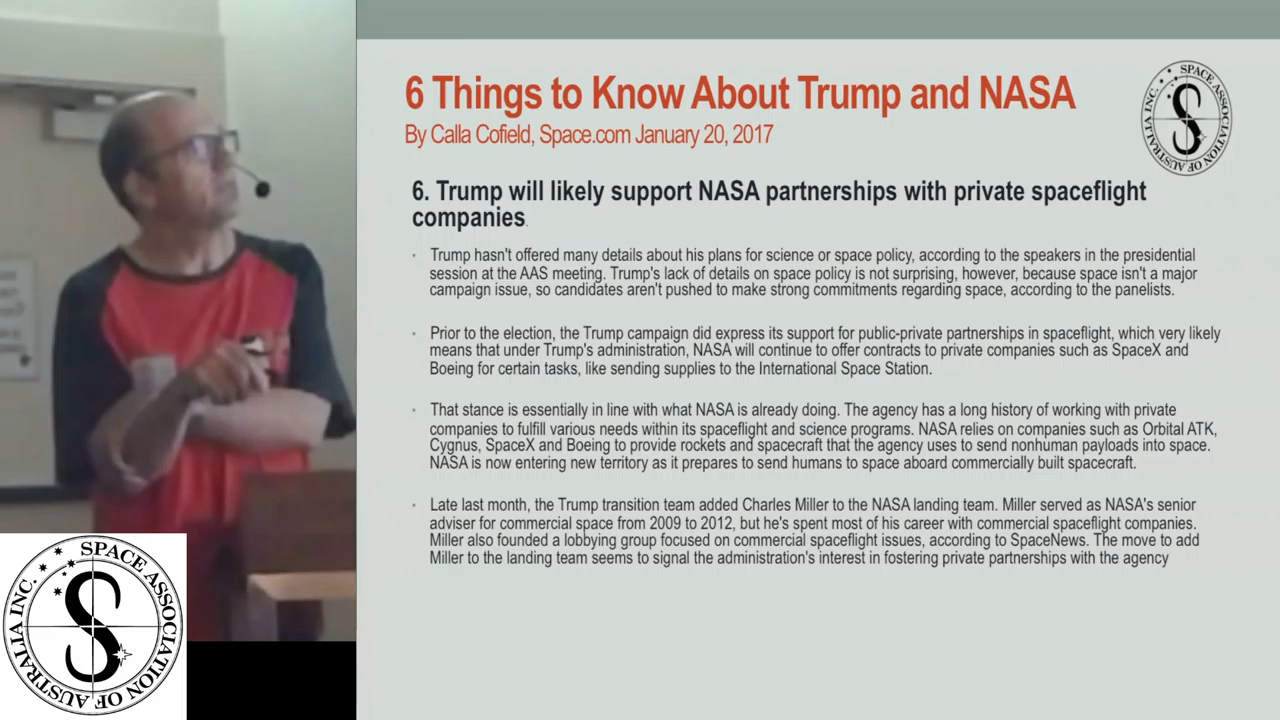 6 Things to Know About Trump and NASA
By Calla Cofield, Space.com January 20, 2017
SPACE ASSOCIATION OF AUSTRALIA INC.
S
6. Trump will likely support NASA partnerships with private spaceflight
companies.
• Trump hasn't offered many details about his plans for science or space policy, according to the speakers in the presidential
session at the AAS meeting. Trump's lack of details on space policy is not surprising, however, because space isn't a major
campaign issue, so candidates aren't pushed to make strong commitments regarding space, according to the panelists.
• Prior to the election, the Trump campaign did express its support for public-private partnerships in spaceflight, which very likely
means that under Trump's administration, NASA will continue to offer contracts to private companies such as SpaceX and
Boeing for certain tasks, like sending supplies to the International Space Station.
• That stance is essentially in line with what NASA is already doing. The agency has a long history of working with private
companies to fulfill various needs within its spaceflight and science programs. NASA relies on companies such as Orbital ATK,
Cygnus, SpaceX and Boeing to provide rockets and spacecraft that the agency uses to send nonhuman payloads into space.
NASA is now entering new territory as it prepares to send humans to space aboard commercially built spacecraft.
• Late last month, the Trump transition team added Charles Miller to the NASA landing team. Miller served as NASA's senior
adviser for commercial space from 2009 to 2012, but he's spent most of his career with commercial spaceflight companies.
Miller also founded a lobbying group focused on commercial spaceflight issues, according to SpaceNews. The move to add
Miller to the landing team seems to signal the administration's interest in fostering private partnerships with the agency
SPACE ASSOCIATION OF AUSTRALIA INC.
S